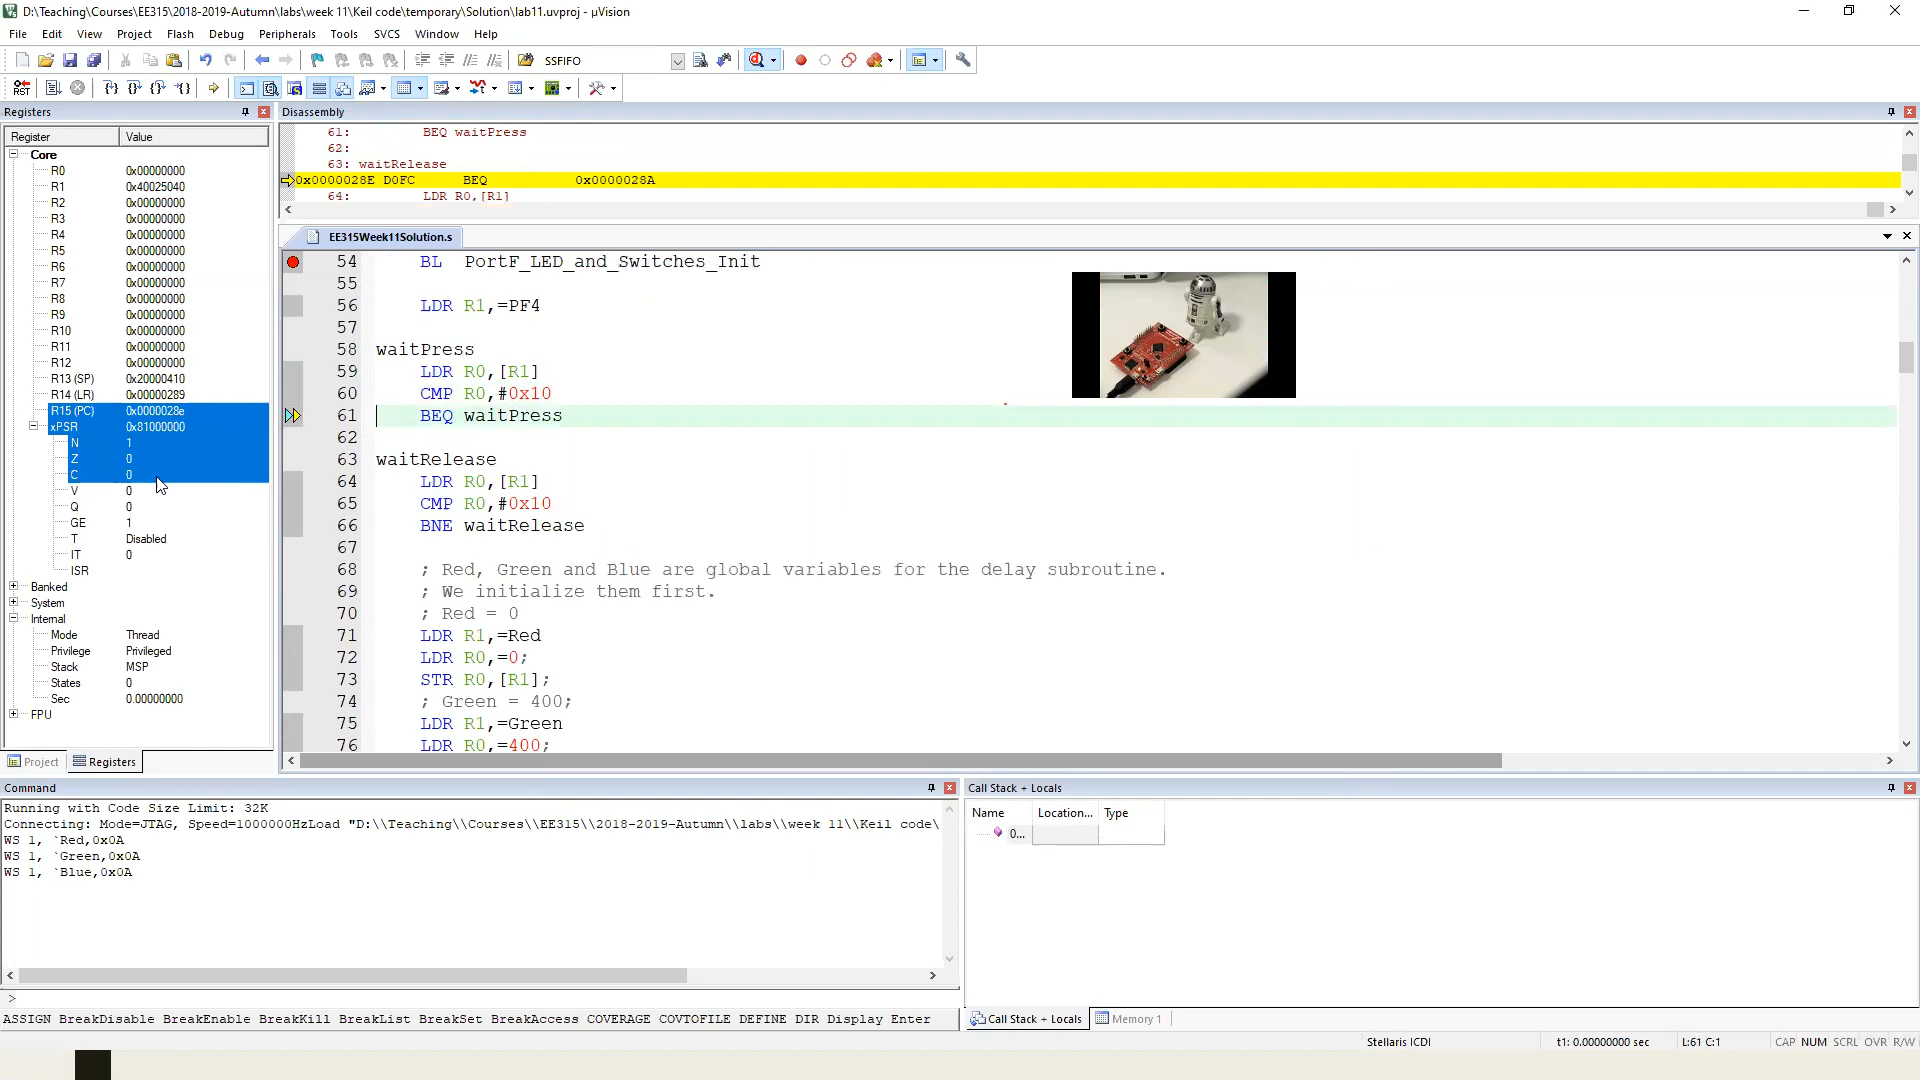 D:\Teaching\Courses\EE315\2018-2019-Autumn\labs\week 11\Keil code\temporary\Solution\lab11.uvproj - µVision
File Edit View Project Flash Debug Peripherals Tools SVCS Window Help
SSFIFO
RST
Registers
Register Value
Core
R0 0x00000000
R1 0x40025040
R2 0x00000000
R3 0x00000000
R4 0x00000000
R5 0x00000000
R6 0x00000000
R7 0x00000000
R8 0x00000000
R9 0x00000000
R10 0x00000000
R11 0x00000000
R12 0x00000000
R13 (SP) 0x20000410
R14 (LR) 0x00000289
R15 (PC) 0x0000028e
xPSR 0x81000000
N 1
Z 0
C 0
V 0
Q 0
GE 1
T Disabled
IT 0
ISR
Banked
System
Internal
Mode Thread
Privilege Privileged
Stack MSP
States 0
Sec 0.00000000
FPU
Project Registers
Disassembly
61: BEQ waitPress
62:
63: waitRelease
0x0000028E D0FC BEQ 0x0000028A
64: LDR R0,[R1]
EE315Week11Solution.s
54 BL PortF_LED_and_Switches_Init
55
56 LDR R1,=PF4
57
58 waitPress
59 LDR R0,[R1]
60 CMP R0,#0x10
61 BEQ waitPress
62
63 waitRelease
64 LDR R0,[R1]
65 CMP R0,#0x10
66 BNE waitRelease
67
68 ; Red, Green and Blue are global variables for the delay subroutine.
69 ; We initialize them first.
70 ; Red = 0
71 LDR R1,=Red
72 LDR R0,=0;
73 STR R0,[R1];
74 ; Green = 400;
75 LDR R1,=Green
76 LDR R0,=400;
Command
Running with Code Size Limit: 32K
Connecting: Mode=JTAG, Speed=1000000HzLoad "D:\\Teaching\\Courses\\EE315\\2018-2019-Autumn\\labs\\week 11\\Keil code\
WS 1, `Red,0x0A
WS 1, `Green,0x0A
WS 1, `Blue,0x0A
>
ASSIGN BreakDisable BreakEnable BreakKill BreakList BreakSet BreakAccess COVERAGE COVTOFILE DEFINE DIR Display Enter
Call Stack + Locals
Name Location... Type
0...
Call Stack + Locals Memory 1
Stellaris ICDI t1: 0.00000000 sec L:61 C:1 CAP NUM SCRL OVR R/W